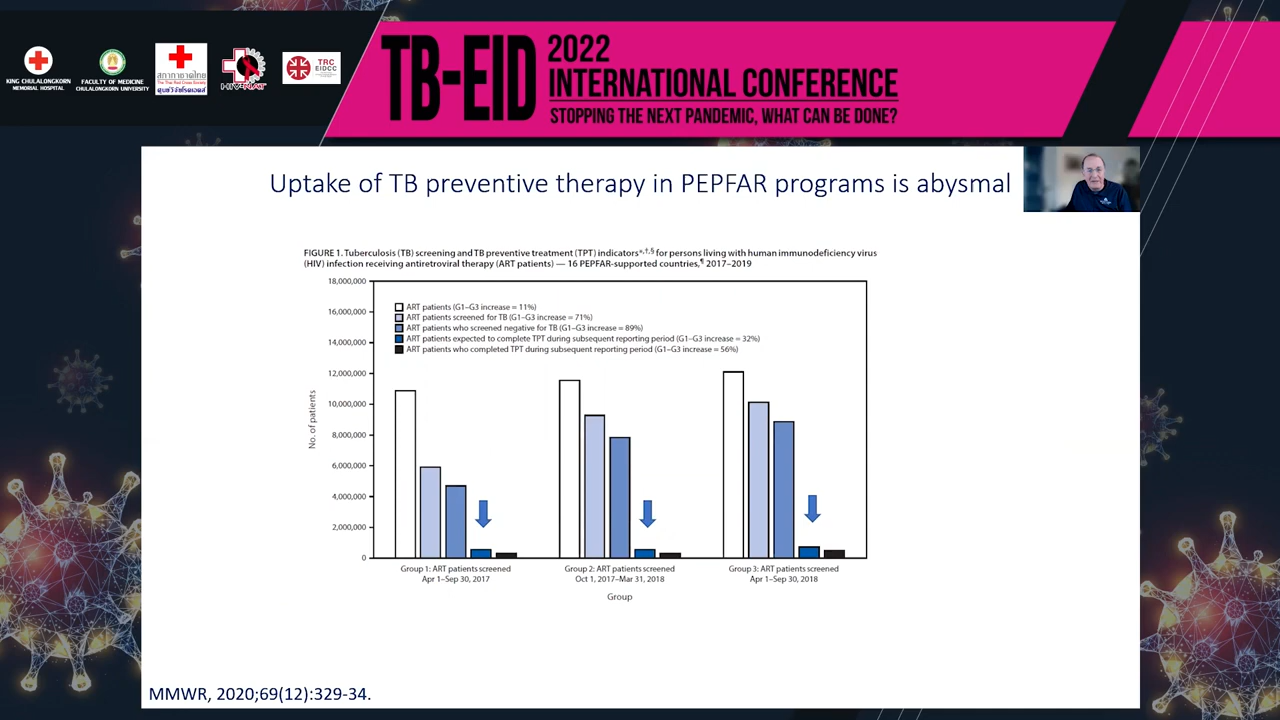 KING CHULALONGKORN
MEMORIAL HOSPITAL
FACULTY OF MEDICINE
CHULALONGKORN UNIVERSITY
สภากาชาดไทย
The Thai Red Cross Society
HIV-NAT
TRC
EIDCC
TB-EID
2022
INTERNATIONAL CONFERENCE
STOPPING THE NEXT PANDEMIC, WHAT CAN BE DONE?
Uptake of TB preventive therapy in PEPFAR programs is abysmal
FIGURE 1. Tuberculosis (TB) screening and TB preventive treatment (TPT) indicators*,†,§ for persons living with human immunodeficiency virus
(HIV) infection receiving antiretroviral therapy (ART patients) — 16 PEPFAR-supported countries,¶ 2017–2019
18,000,000
16,000,000
14,000,000
12,000,000
10,000,000
8,000,000
6,000,000
4,000,000
2,000,000
0
No. of patients
ART patients (G1–G3 increase = 11%)
ART patients screened for TB (G1–G3 increase = 71%)
ART patients who screened negative for TB (G1–G3 increase = 89%)
ART patients expected to complete TPT during subsequent reporting period (G1–G3 increase = 32%)
ART patients who completed TPT during subsequent reporting period (G1–G3 increase = 56%)
Group 1: ART patients screened
Apr 1–Sep 30, 2017
Group 2: ART patients screened
Oct 1, 2017–Mar 31, 2018
Group 3: ART patients screened
Apr 1–Sep 30, 2018
Group
MMWR, 2020;69(12):329-34.